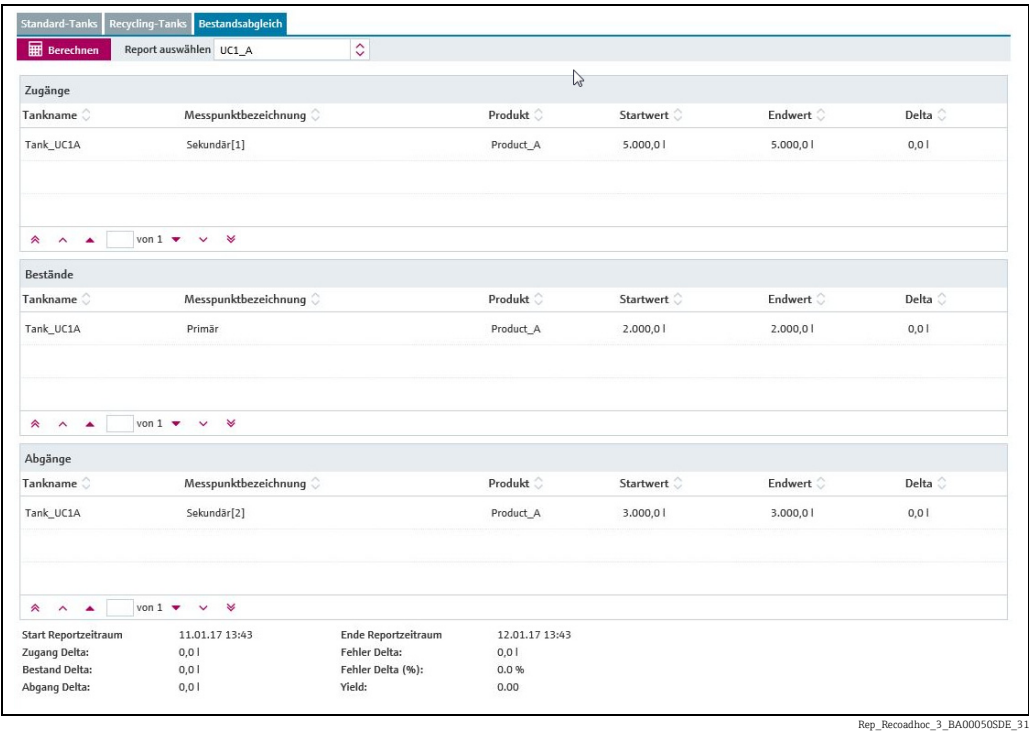 Standard-Tanks Recycling-Tanks Bestandsabgleich
Berechnen Report auswählen UC1_A
Zugänge
Tankname Messpunktbezeichnung Produkt Startwert Endwert Delta
Tank_UC1A Sekundär[1] Product_A 5.000,0 l 5.000,0 l 0,0 l
von 1
Bestände
Tankname Messpunktbezeichnung Produkt Startwert Endwert Delta
Tank_UC1A Primär Product_A 2.000,0 l 2.000,0 l 0,0 l
von 1
Abgänge
Tankname Messpunktbezeichnung Produkt Startwert Endwert Delta
Tank_UC1A Sekundär[2] Product_A 3.000,0 l 3.000,0 l 0,0 l
von 1
Start Reportzeitraum 11.01.17 13:43 Ende Reportzeitraum 12.01.17 13:43
Zugang Delta: 0,0 l Fehler Delta: 0,0 l
Bestand Delta: 0,0 l Fehler Delta (%): 0.0 %
Abgang Delta: 0,0 l Yield: 0.00
Rep_Recoadhoc_3_BA00050SDE_31